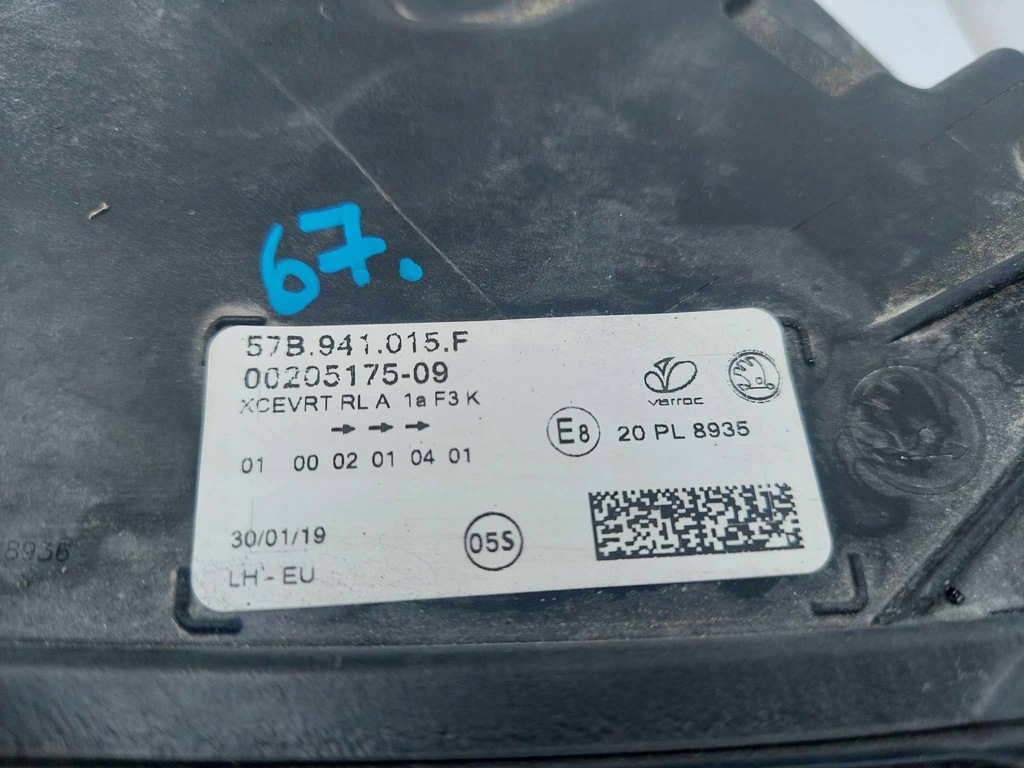 67.
57B.941.015.F
00205175-09
XCEVRT RL A 1a F3 K
varroc
E8 20 PL 8935
01 00 02 01 04 01
30/01/19
05S
LH - EU
8936